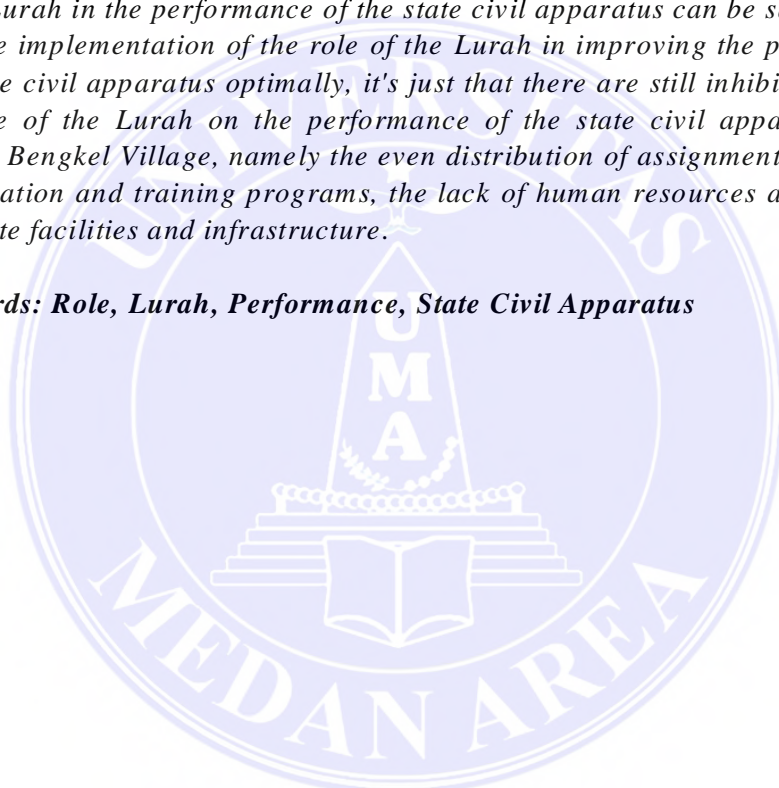 urah in the performance of the state civil apparatus can be s
e implementation of the role of the Lurah in improving the p
e civil apparatus optimally, it's just that there are still inhibi
e of the Lurah on the performance of the state civil appa
Bengkel Village, namely the even distribution of assignment
ation and training programs, the lack of human resources a
te facilities and infrastructure.
rds: Role, Lurah, Performance, State Civil Apparatus
UNIVERSITAS
UMA
MEDAN AREA